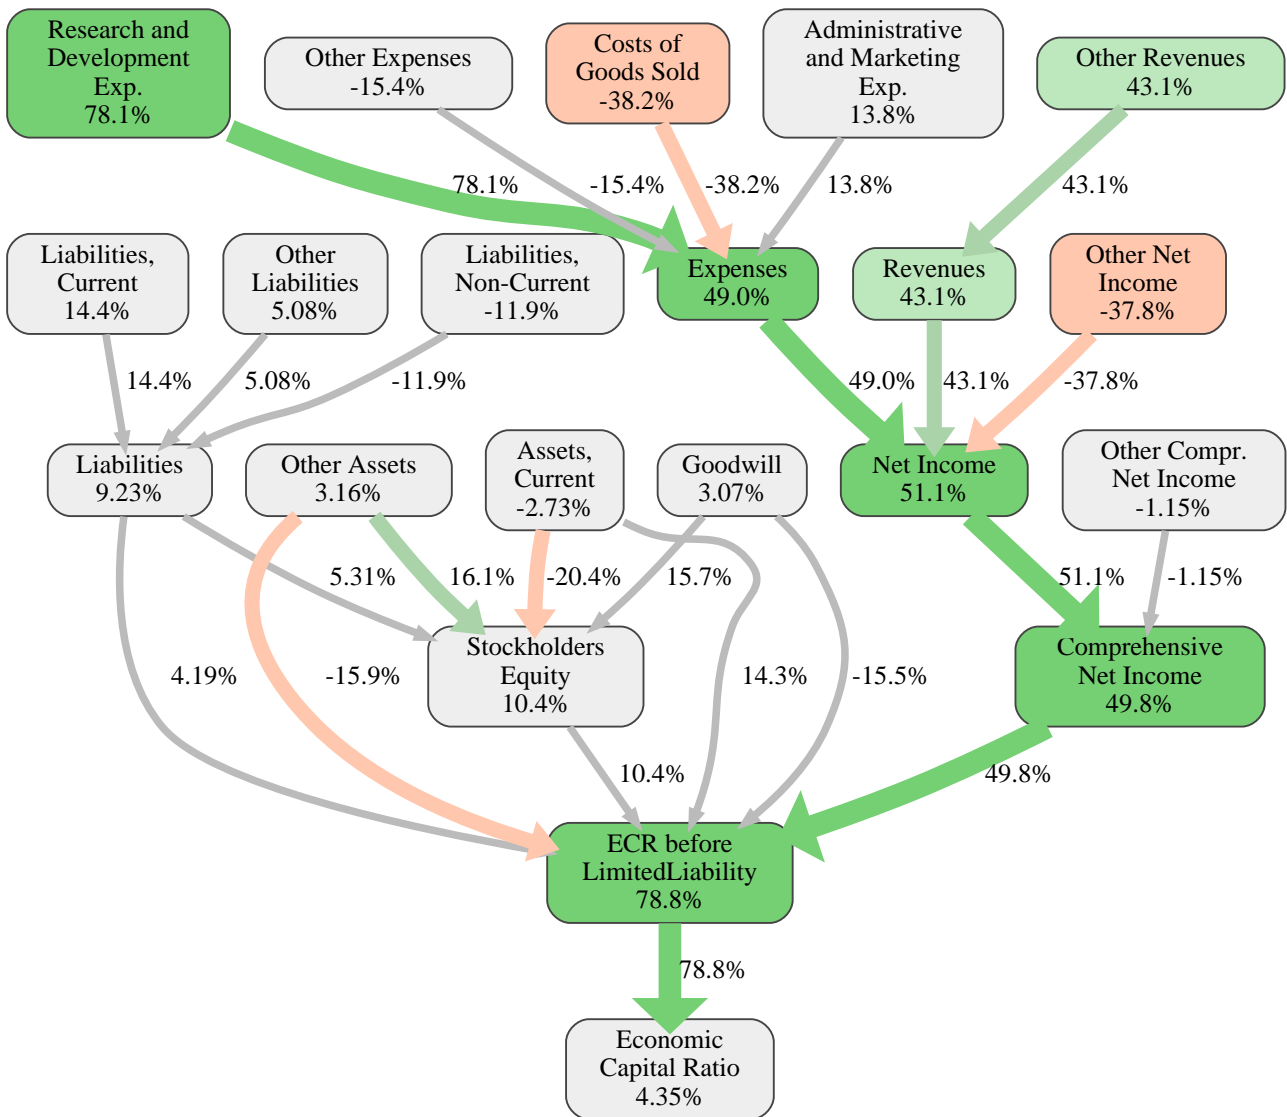 Research and
Development
Exp.
78.1%
Other Expenses
-15.4%
Costs of
Goods Sold
-38.2%
Administrative
and Marketing
Exp.
13.8%
Other Revenues
43.1%
78.1%
-15.4%
-38.2%
13.8%
43.1%
Liabilities,
Current
14.4%
Other
Liabilities
5.08%
Liabilities,
Non-Current
-11.9%
Expenses
49.0%
Revenues
43.1%
Other Net
Income
-37.8%
14.4%
5.08%
-11.9%
49.0%
43.1%
-37.8%
Liabilities
9.23%
Other Assets
3.16%
Assets,
Current
-2.73%
Goodwill
3.07%
Net Income
51.1%
Other Compr.
Net Income
-1.15%
5.31%
16.1%
-20.4%
15.7%
51.1%
-1.15%
Stockholders
Equity
10.4%
Comprehensive
Net Income
49.8%
4.19%
-15.9%
14.3%
-15.5%
10.4%
49.8%
ECR before
LimitedLiability
78.8%
78.8%
Economic
Capital Ratio
4.35%